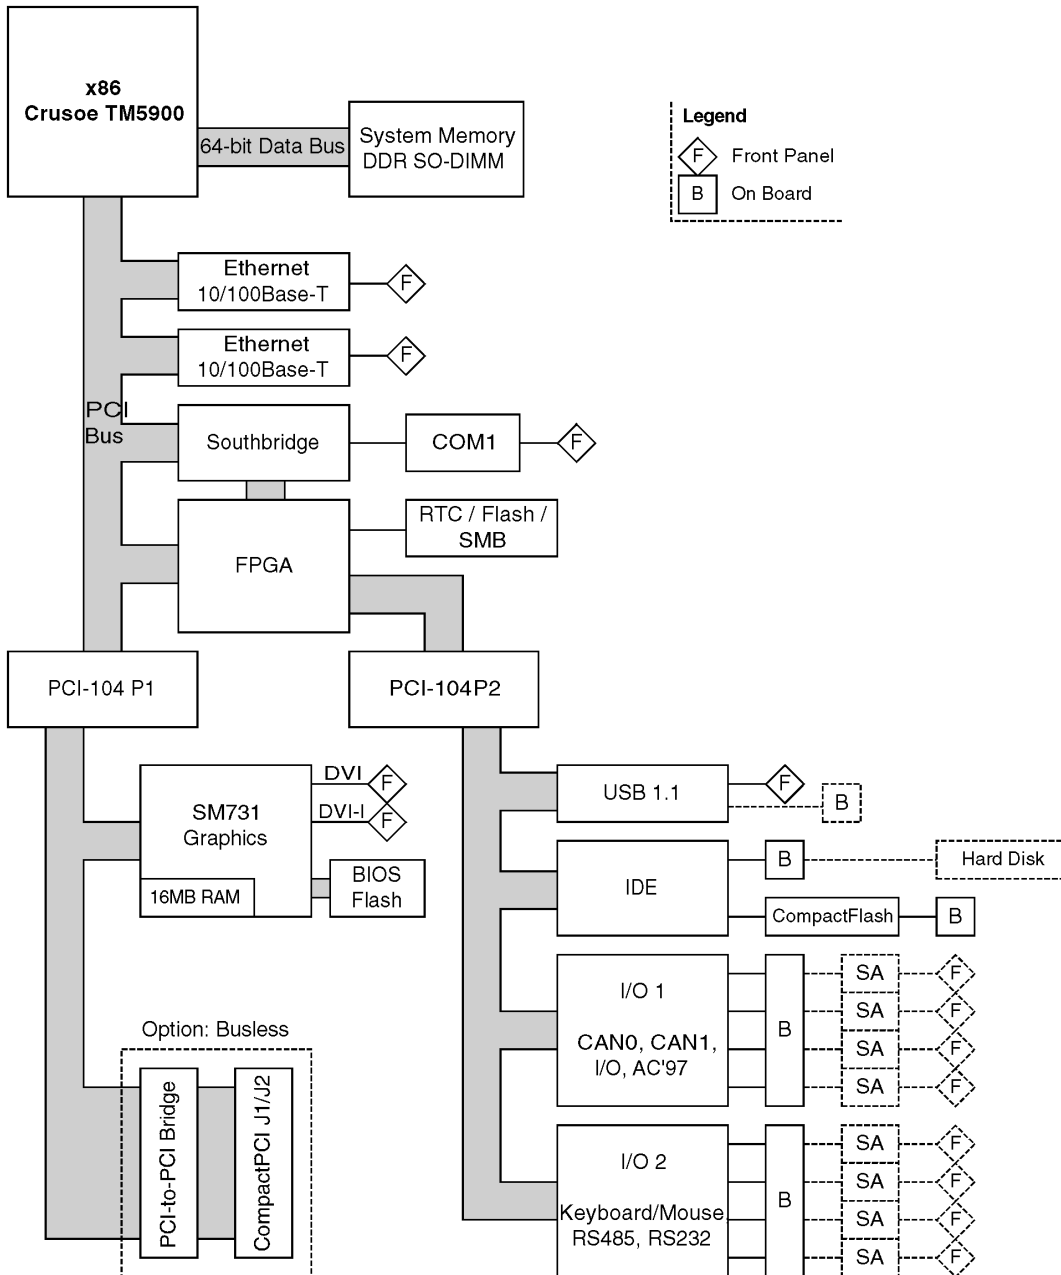 x86
Crusoe TM5900
64-bit Data Bus
System Memory
DDR SO-DIMM
Legend
F
Front Panel
B
On Board
Ethernet
10/100Base-T
F
Ethernet
10/100Base-T
F
PCI
Bus
Southbridge
COM1
F
FPGA
RTC / Flash /
SMB
PCI-104 P1
PCI-104P2
SM731
Graphics
16MB RAM
DVI
F
DVI-I
F
BIOS
Flash
USB 1.1
F
B
IDE
B
Hard Disk
CompactFlash
B
I/O 1
CAN0, CAN1,
I/O, AC'97
B
SA
F
SA
F
SA
F
SA
F
Option: Busless
PCI-to-PCI Bridge
CompactPCI J1/J2
I/O 2
Keyboard/Mouse
RS485, RS232
B
SA
F
SA
F
SA
F
SA
F